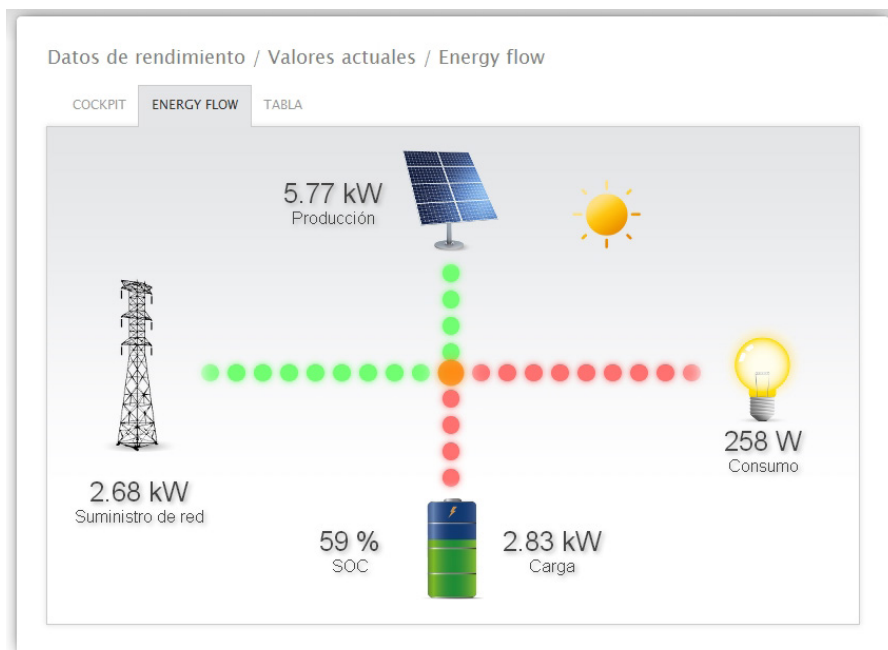 Datos de rendimiento / Valores actuales / Energy flow
COCKPIT ENERGY FLOW TABLA
5.77 kW
Producción
258 W
Consumo
2.68 kW
Suministro de red
59 %
SOC
2.83 kW
Carga